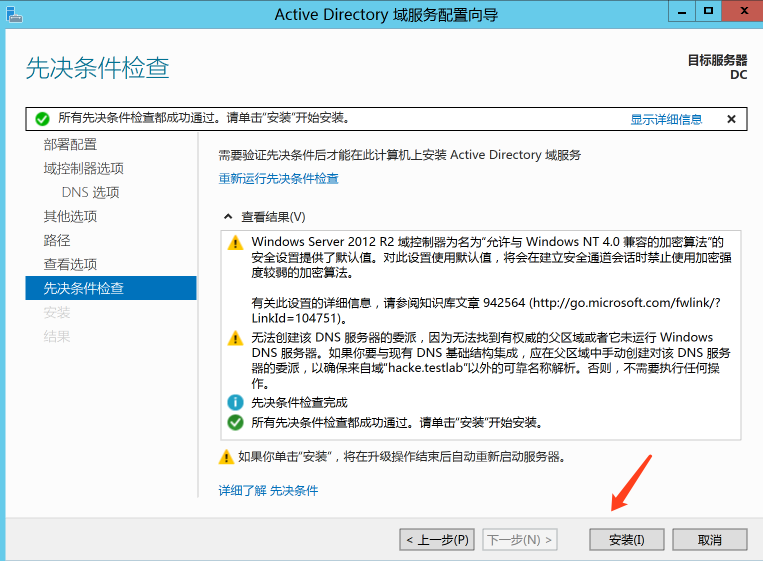 Active Directory 域服务配置向导
先决条件检查
目标服务器
DC
所有先决条件检查都成功通过。请单击"安装"开始安装。
显示详细信息
部署配置
域控制器选项
DNS 选项
其他选项
路径
查看选项
先决条件检查
安装
结果
需要验证先决条件后才能在此计算机上安装 Active Directory 域服务
重新运行先决条件检查
查看结果(V)
Windows Server 2012 R2 域控制器为名为"允许与 Windows NT 4.0 兼容的加密算法"的
安全设置提供了默认值。对此设置使用默认值，将会在建立安全通道会话时禁止使用加密强
度较弱的加密算法。
有关此设置的详细信息，请参阅知识库文章 942564 (http://go.microsoft.com/fwlink/?
LinkId=104751)。
无法创建该 DNS 服务器的委派，因为无法找到有权威的父区域或者它未运行 Windows
DNS 服务器。如果你要与现有 DNS 基础结构集成，应在父区域中手动创建对该 DNS 服务
器的委派，以确保来自域"hacke.testlab"以外的可靠名称解析。否则，不需要执行任何操
作。
先决条件检查完成
所有先决条件检查都成功通过。请单击"安装"开始安装。
如果你单击"安装"，将在升级操作结束后自动重新启动服务器。
详细了解 先决条件
< 上一步(P)
下一步(N) >
安装(I)
取消